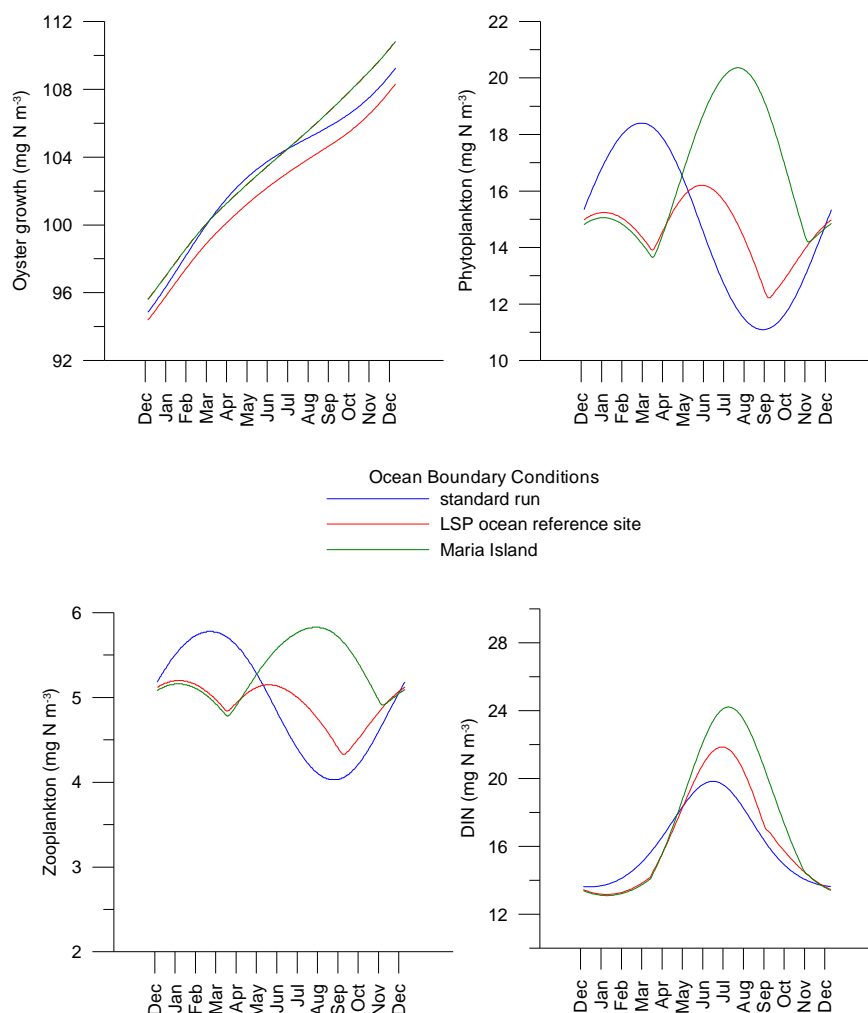 112
108
104
100
96
92
Oyster growth (mg N m-3)
Dec
Jan
Feb
Mar
Apr
May
Jun
Jul
Aug
Sep
Oct
Nov
Dec
22
20
18
16
14
12
10
Phytoplankton (mg N m-3)
Dec
Jan
Feb
Mar
Apr
May
Jun
Jul
Aug
Sep
Oct
Nov
Dec
Ocean Boundary Conditions
standard run
LSP ocean reference site
Maria Island
6
5
4
3
2
Zooplankton (mg N m-3)
Dec
Jan
Feb
Mar
Apr
May
Jun
Jul
Aug
Sep
Oct
Nov
Dec
28
24
20
16
12
DIN (mg N m-3)
Dec
Jan
Feb
Mar
Apr
May
Jun
Jul
Aug
Sep
Oct
Nov
Dec